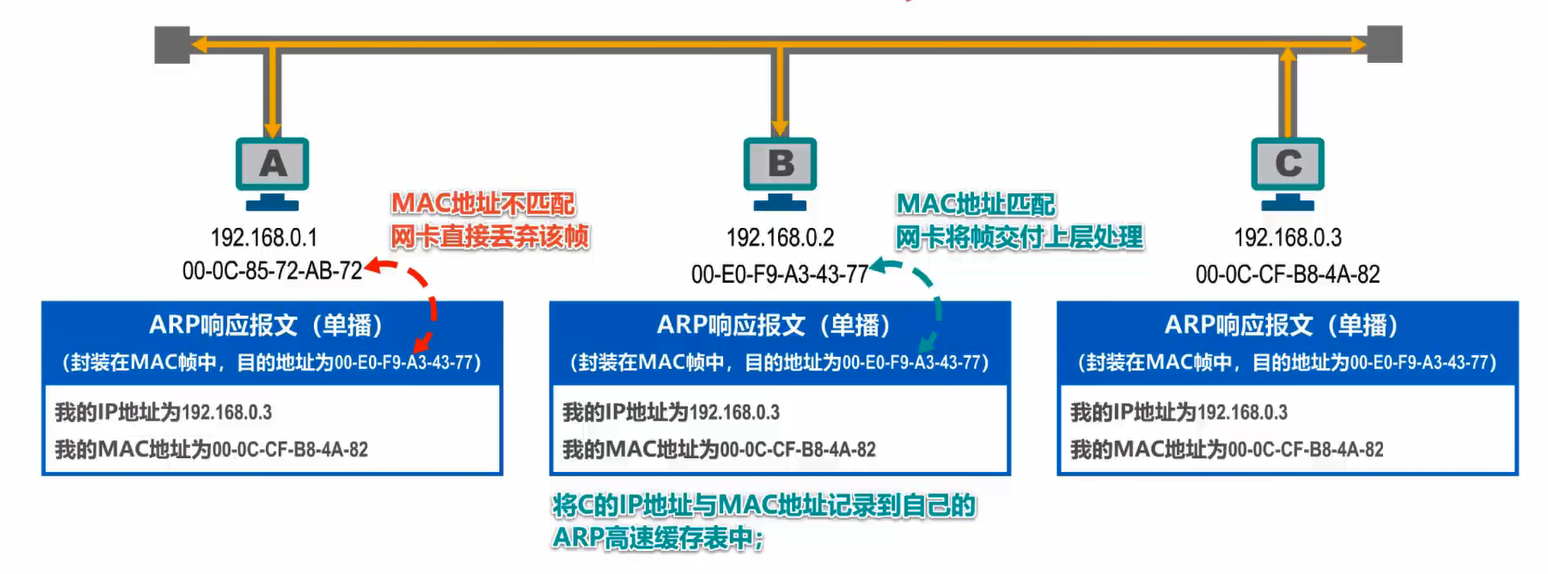 A
B
C
MAC地址不匹配
网卡直接丢弃该帧
MAC地址匹配
网卡将帧交付上层处理
192.168.0.1
00-0C-85-72-AB-72
192.168.0.2
00-E0-F9-A3-43-77
192.168.0.3
00-0C-CF-B8-4A-82
ARP响应报文（单播）
（封装在MAC帧中，目的地址为00-E0-F9-A3-43-77）
我的IP地址为192.168.0.3
我的MAC地址为00-0C-CF-B8-4A-82
ARP响应报文（单播）
（封装在MAC帧中，目的地址为00-E0-F9-A3-43-77）
我的IP地址为192.168.0.3
我的MAC地址为00-0C-CF-B8-4A-82
ARP响应报文（单播）
（封装在MAC帧中，目的地址为00-E0-F9-A3-43-77）
我的IP地址为192.168.0.3
我的MAC地址为00-0C-CF-B8-4A-82
将C的IP地址与MAC地址记录到自己的
ARP高速缓存表中；